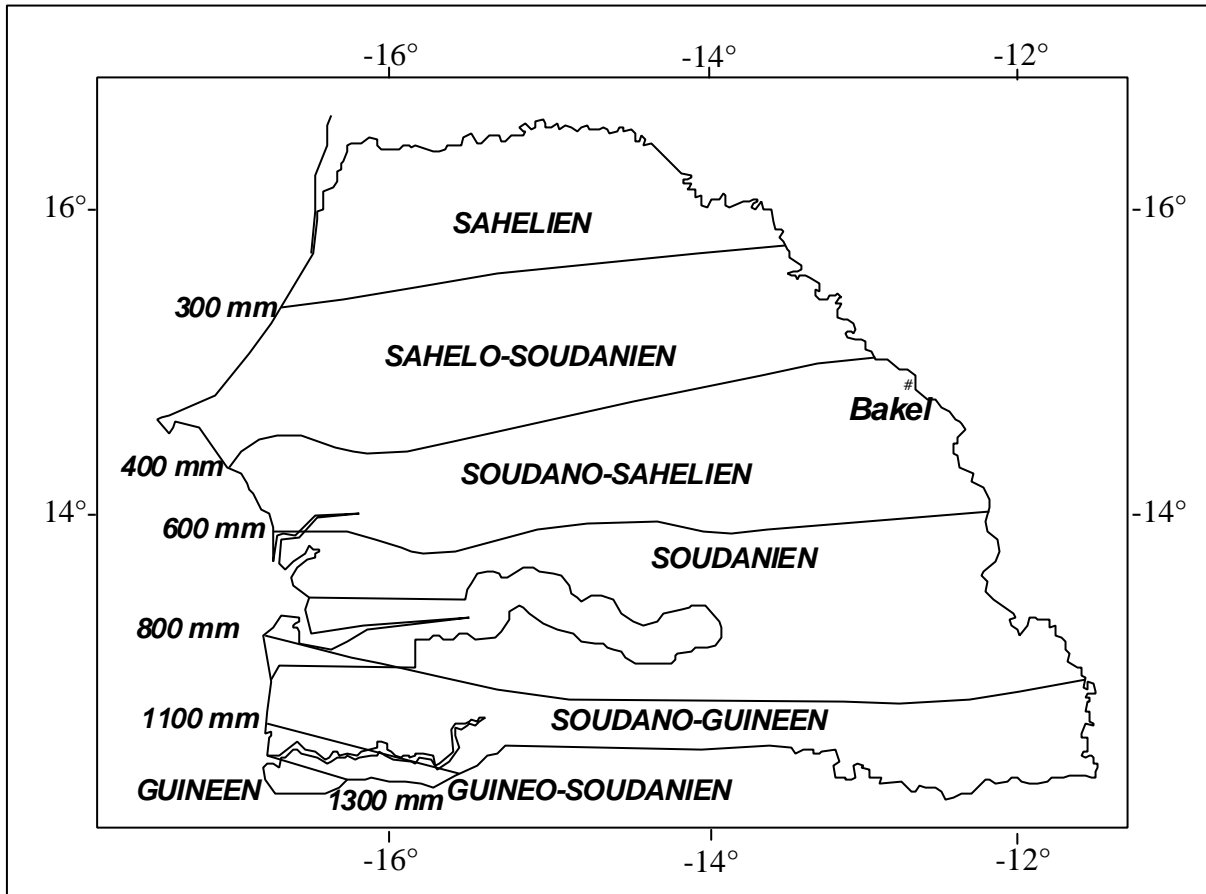 -16°
-14°
-12°
16°
-16°
SAHELIEN
300 mm
SAHELO-SOUDANIEN
#
Bakel
400 mm
SOUDANO-SAHELIEN
14°
-14°
600 mm
SOUDANIEN
800 mm
1100 mm
SOUDANO-GUINEEN
GUINEEN
1300 mm
GUINEO-SOUDANIEN
-16°
-14°
-12°